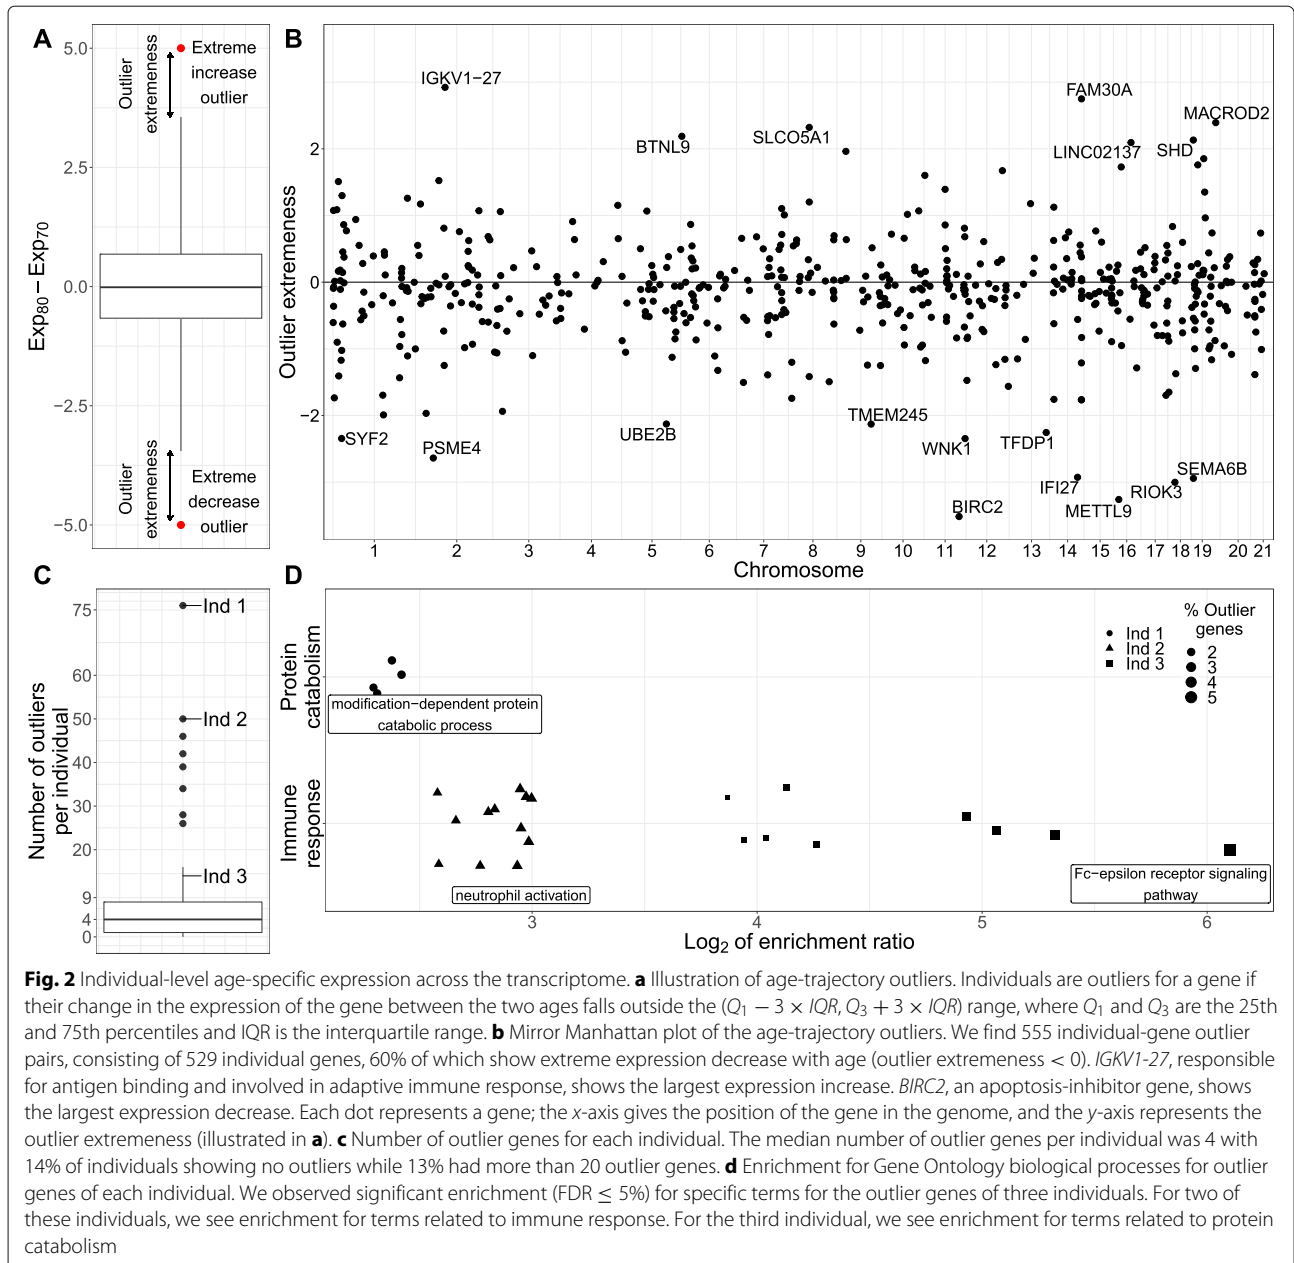 A
5.0
2.5
0.0
−2.5
−5.0
Exp80 − Exp70
Outlier
extremeness
Extreme
increase
outlier
Outlier
extremeness
Extreme
decrease
outlier
B
Outlier extremeness
2
0
−2
IGKV1−27
FAM30A
MACROD2
BTNL9
SLCO5A1
LINC02137
SHD
SYF2
PSME4
UBE2B
TMEM245
WNK1
TFDP1
IFI27
METTL9
RIOK3
SEMA6B
BIRC2
1 2 3 4 5 6 7 8 9 10 11 12 13 14 15 16 17 18 19 20 21
Chromosome
C
Number of outliers
per individual
75
60
50
40
30
20
9
4
0
Ind 1
Ind 2
Ind 3
D
Protein
catabolism
Immune
response
modification−dependent protein
catabolic process
neutrophil activation
Fc−epsilon receptor signaling
pathway
Ind 1
Ind 2
Ind 3
% Outlier
genes
2
3
4
5
3 4 5 6
Log2 of enrichment ratio
Fig. 2 Individual-level age-specific expression across the transcriptome. a Illustration of age-trajectory outliers. Individuals are outliers for a gene if
their change in the expression of the gene between the two ages falls outside the (Q1 − 3 × IQR, Q3 + 3 × IQR) range, where Q1 and Q3 are the 25th
and 75th percentiles and IQR is the interquartile range. b Mirror Manhattan plot of the age-trajectory outliers. We find 555 individual-gene outlier
pairs, consisting of 529 individual genes, 60% of which show extreme expression decrease with age (outlier extremeness < 0). IGKV1-27, responsible
for antigen binding and involved in adaptive immune response, shows the largest expression increase. BIRC2, an apoptosis-inhibitor gene, shows
the largest expression decrease. Each dot represents a gene; the x-axis gives the position of the gene in the genome, and the y-axis represents the
outlier extremeness (illustrated in a). c Number of outlier genes for each individual. The median number of outlier genes per individual was 4 with
14% of individuals showing no outliers while 13% had more than 20 outlier genes. d Enrichment for Gene Ontology biological processes for outlier
genes of each individual. We observed significant enrichment (FDR ≤ 5%) for specific terms for the outlier genes of three individuals. For two of
these individuals, we see enrichment for terms related to immune response. For the third individual, we see enrichment for terms related to protein
catabolism